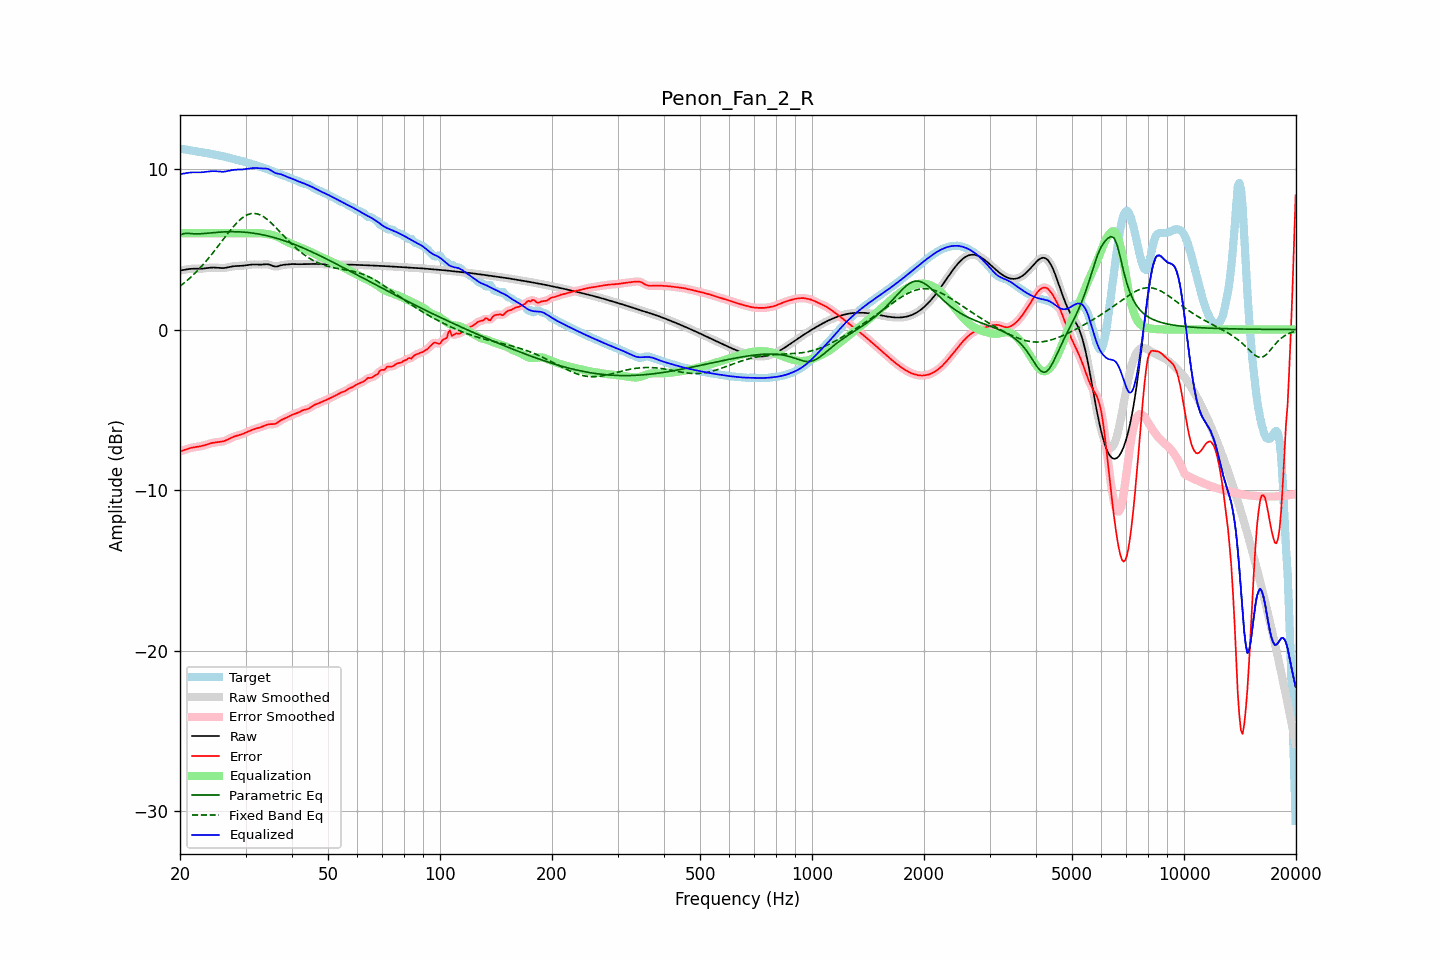 Penon_Fan_2_R
Amplitude (dBr)
10
0
−10
−20
−30
Target
Raw Smoothed
Error Smoothed
Raw
Error
Equalization
Parametric Eq
Fixed Band Eq
Equalized
20 50 100 200 500 1000 2000 5000 10000 20000
Frequency (Hz)